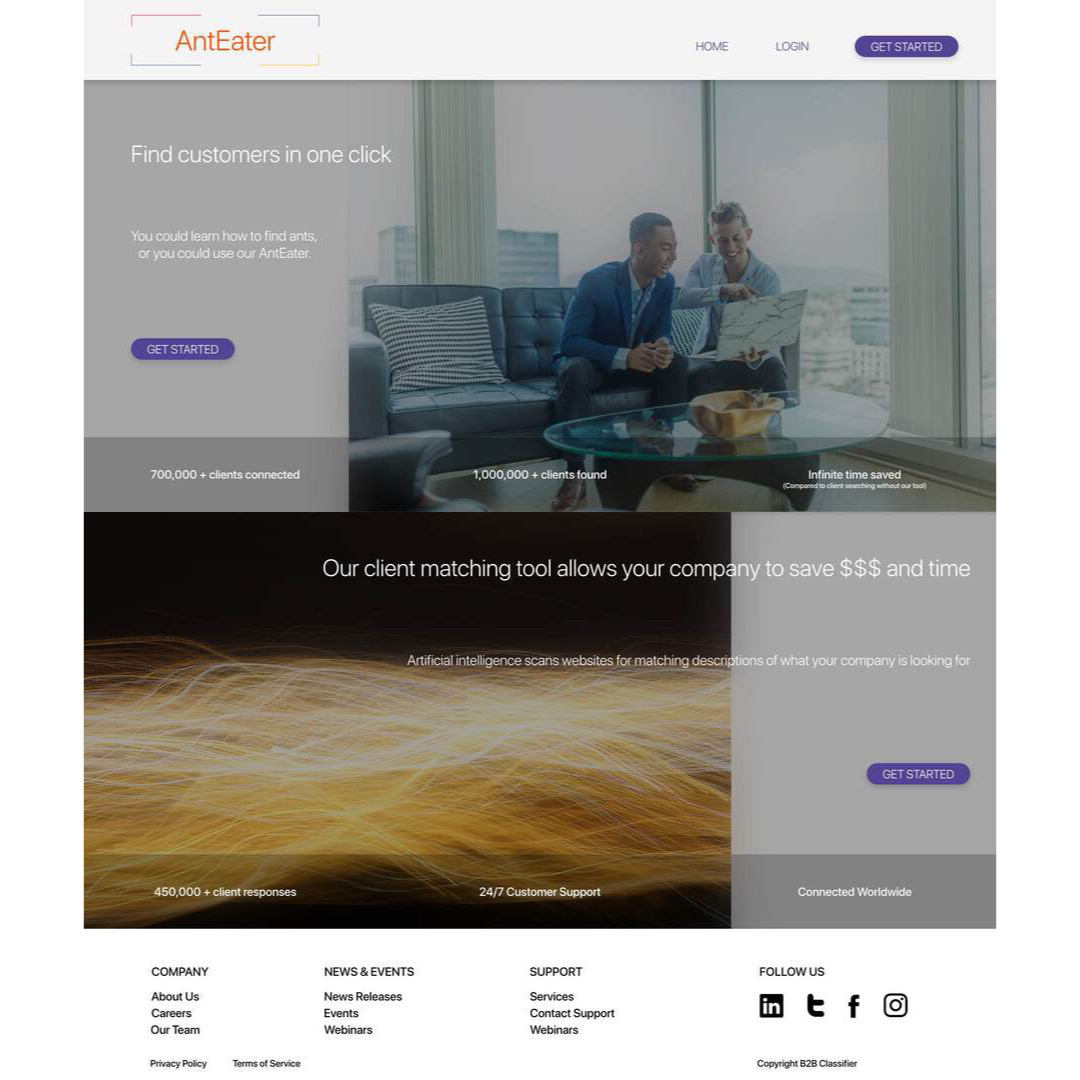 AntEater
HOME LOGIN GET STARTED
Find customers in one click
You could learn how to find ants,
or you could use our AntEater.
GET STARTED
700,000 + clients connected
1,000,000 + clients found
Infinite time saved
(Compared to client searching without our tool)
Our client matching tool allows your company to save $$$ and time
Artificial intelligence scans websites for matching descriptions of what your company is looking for
GET STARTED
450,000 + client responses
24/7 Customer Support
Connected Worldwide
COMPANY
About Us
Careers
Our Team
NEWS & EVENTS
News Releases
Events
Webinars
SUPPORT
Services
Contact Support
Webinars
FOLLOW US
in
Privacy Policy
Terms of Service
Copyright B2B Classifier